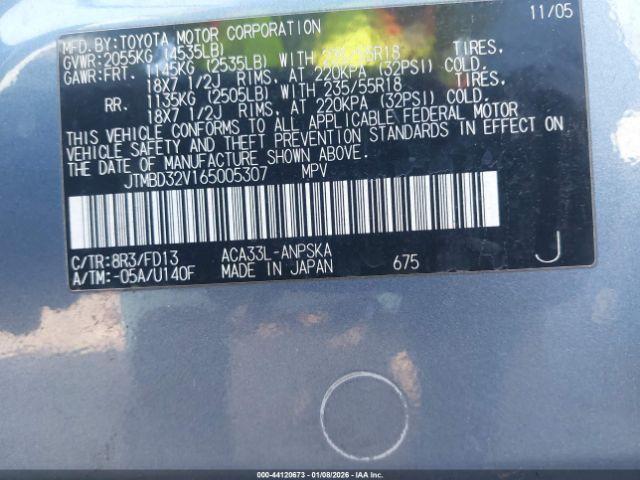 MFD.BY:TOYOTA MOTOR CORPORATION 11/05
GVWR:2055KG (4535LB)
GAWR:FRT. 1145KG (2535LB) WITH 235/55R18 TIRES,
18X7 1/2J RIMS, AT 220KPA (32PSI) COLD.
RR. 1135KG (2505LB) WITH 235/55R18 TIRES,
18X7 1/2J RIMS, AT 220KPA (32PSI) COLD.
THIS VEHICLE CONFORMS TO ALL APPLICABLE FEDERAL MOTOR
VEHICLE SAFETY AND THEFT PREVENTION STANDARDS IN EFFECT ON
THE DATE OF MANUFACTURE SHOWN ABOVE.
JTMBD32V165005307 MPV
C/TR:8R3/FD13 ACA33L-ANPSKA
A/TM:-05A/U140F MADE IN JAPAN 675 J
000-44120673 - 01/08/2026 - IAA, Inc.